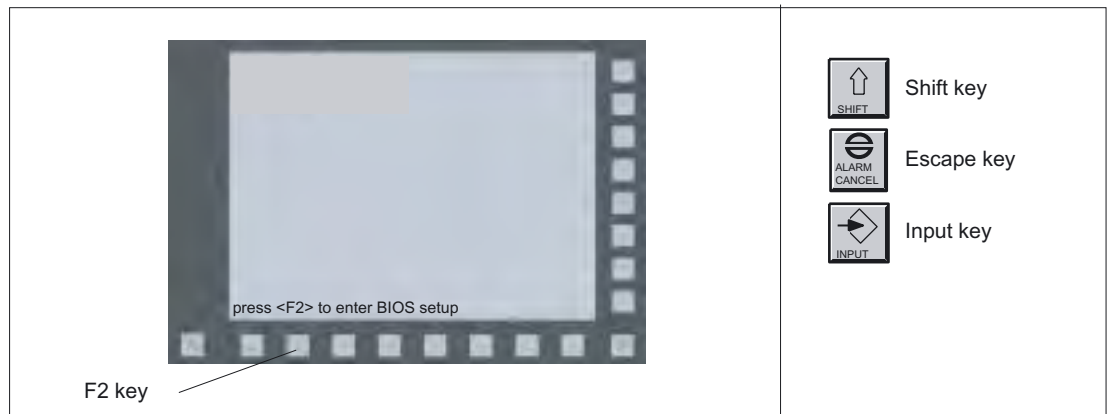 press <F2> to enter BIOS setup
F2 key
SHIFT
Shift key
ALARM
CANCEL
Escape key
INPUT
Input key